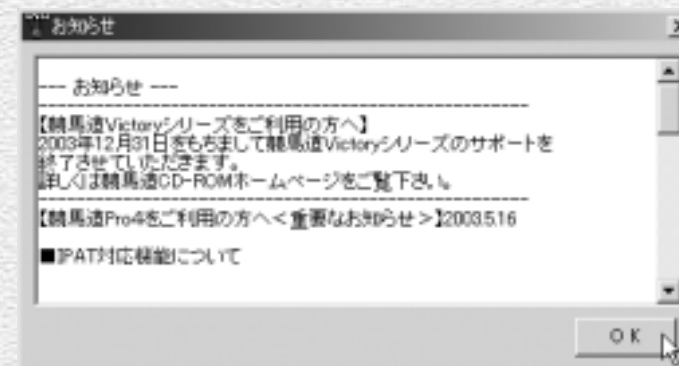 お知らせ
--- お知らせ ---
--------------------------------------------------
【競馬道Victoryシリーズをご利用の方へ】
2003年12月31日をもちまして競馬道Victoryシリーズのサポートを
終了させていただきます。
詳しくは競馬道CD-ROMホームページをご覧下さい。
--------------------------------------------------
【競馬道Pro4をご利用の方へ＜重要なお知らせ＞】2003.5.16
■IPAT対応機能について
OK